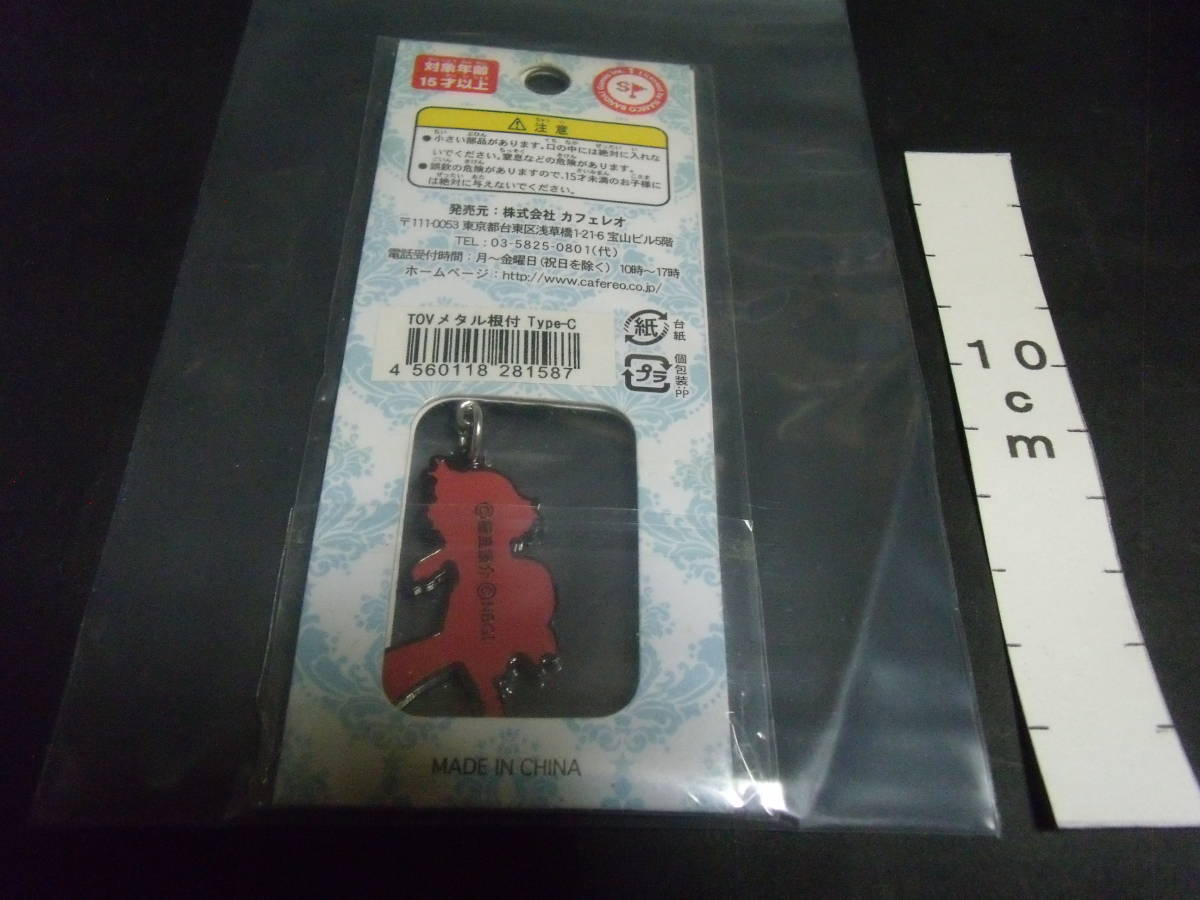 対象年齢
15才以上
S
注意
●小さい部品があります。口の中には絶対に入れな
いでください。窒息などの危険があります。
●誤飲の危険がありますので、15才未満のお子様に
は絶対に与えないでください。
発売元：株式会社 カフェレオ
〒111-0053 東京都台東区浅草橋1-21-6 宝山ビル5階
TEL：03-5825-0801(代)
電話受付時間：月～金曜日(祝日を除く) 10時～17時
ホームページ：http://www.cafereo.co.jp/
TOVメタル根付 Type-C
4 560118 281587
紙 台紙
プラ 個包装:PP
©藤島康介 ©NBGI
MADE IN CHINA
10
cm